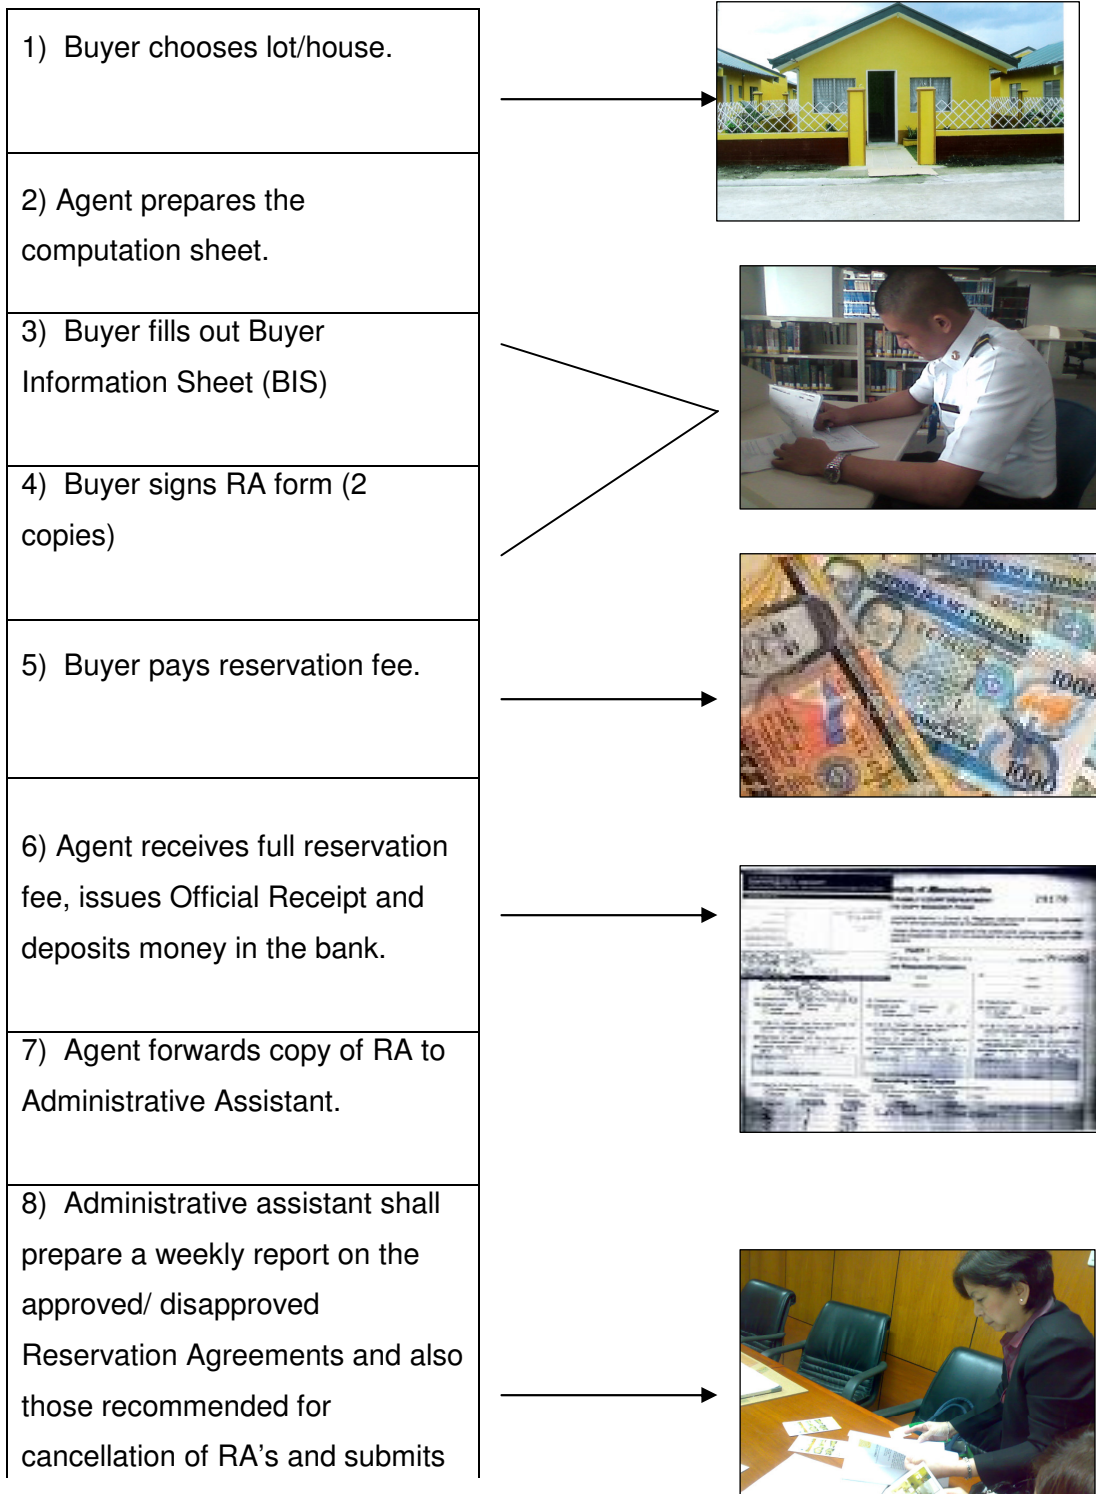 1)  Buyer chooses lot/house.
2) Agent prepares the
computation sheet.
3)  Buyer fills out Buyer
Information Sheet (BIS)
4)  Buyer signs RA form (2
copies)
5)  Buyer pays reservation fee.
6) Agent receives full reservation
fee, issues Official Receipt and
deposits money in the bank.
7)  Agent forwards copy of RA to
Administrative Assistant.
8)  Administrative assistant shall
prepare a weekly report on the
approved/ disapproved
Reservation Agreements and also
those recommended for
cancellation of RA's and submits
1000
1000